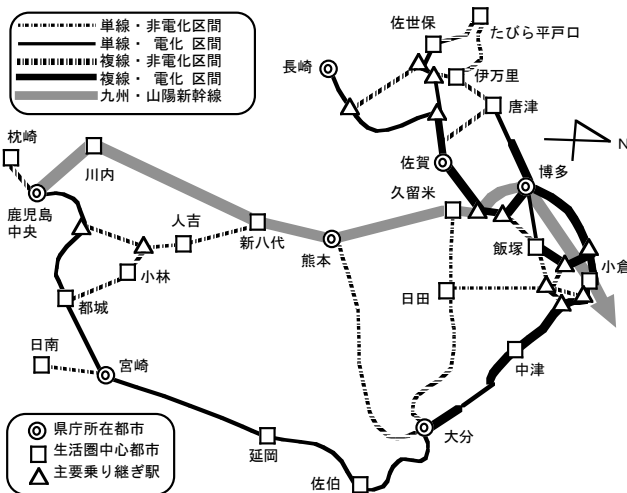 単線・非電化区間
単線・ 電化 区間
複線・非電化区間
複線・ 電化 区間
九州・山陽新幹線
佐世保
たびら平戸口
長崎
伊万里
唐津
枕崎
N
佐賀
博多
川内
久留米
鹿児島
中央
人吉
新八代
熊本
飯塚
小倉
小林
日田
都城
日南
宮崎
中津
大分
延岡
佐伯
県庁所在都市
生活圏中心都市
主要乗り継ぎ駅